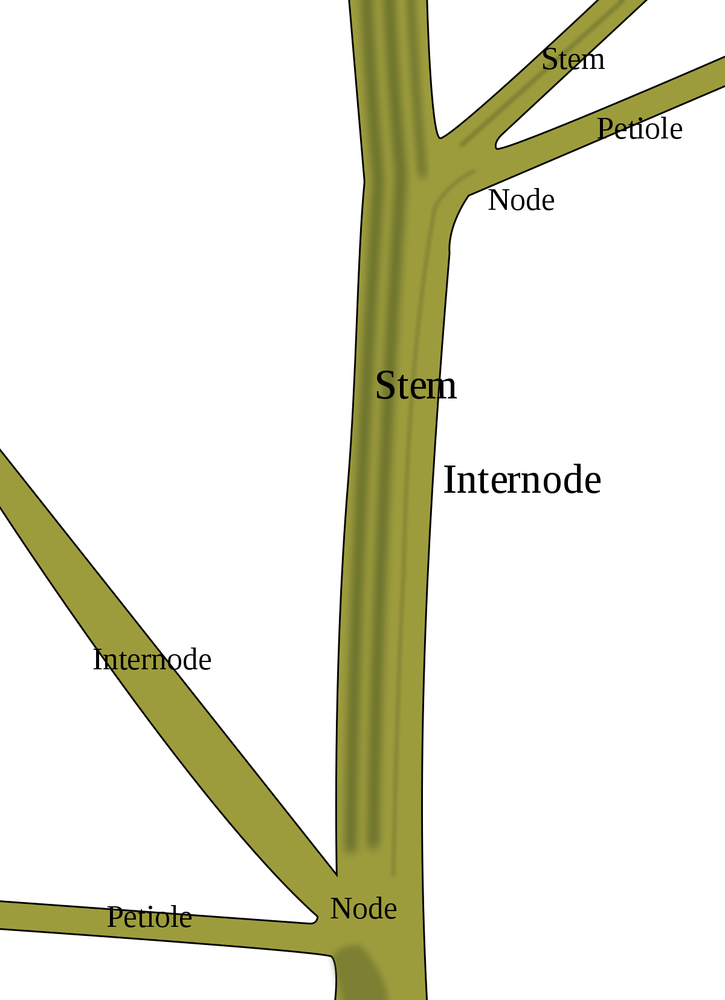 Stem
Petiole
Node
Stem
Internode
Internode
Node
Petiole